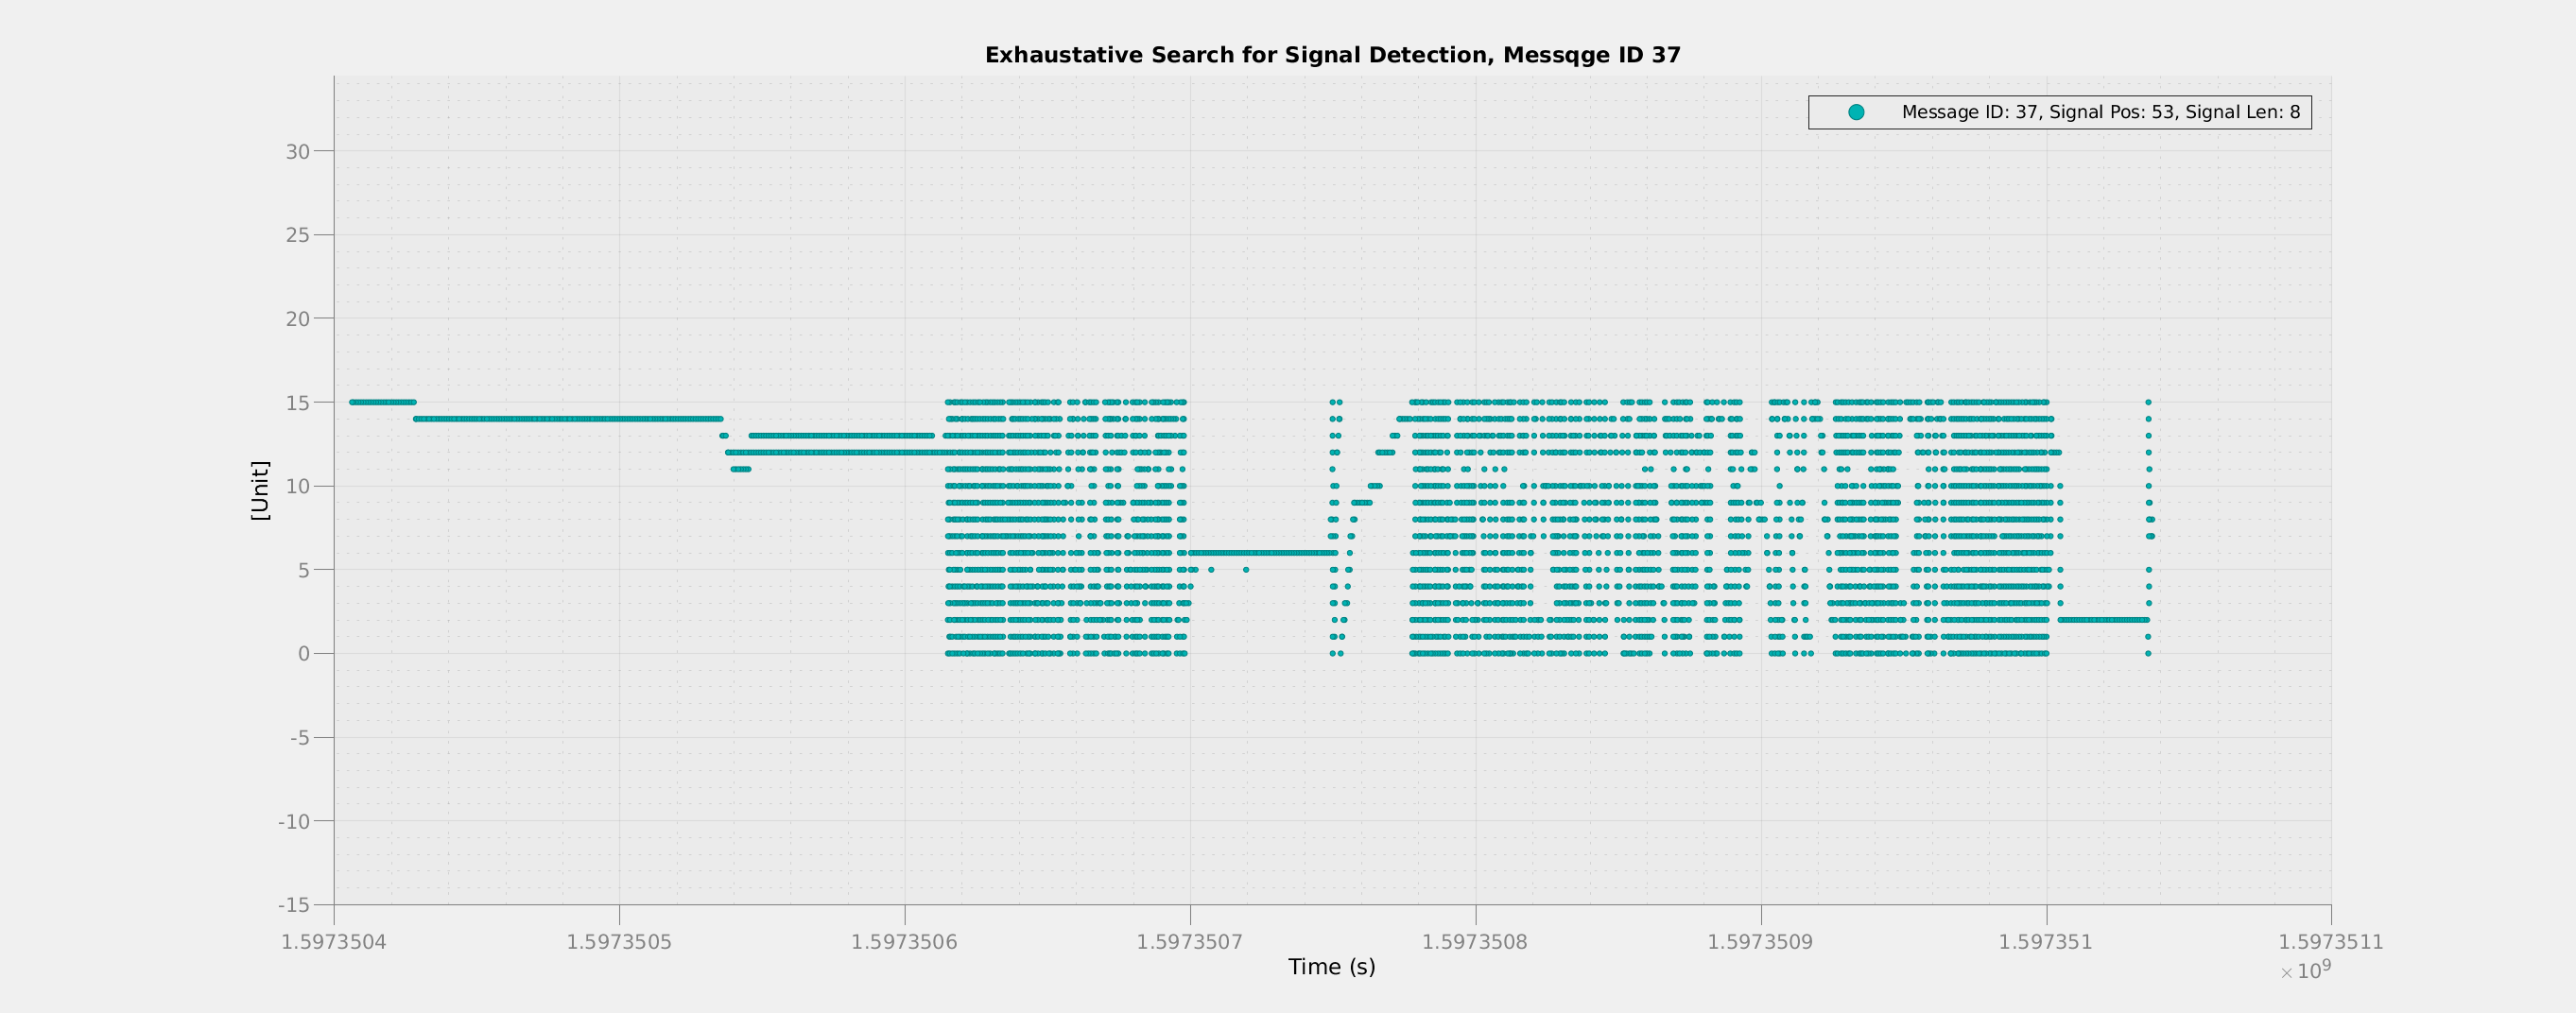 Exhaustative Search for Signal Detection, Messqge ID 37
Message ID: 37, Signal Pos: 53, Signal Len: 8
30
25
20
15
10
5
0
-5
-10
-15
[Unit]
1.5973504 1.5973505 1.5973506 1.5973507 1.5973508 1.5973509 1.597351 1.5973511
Time (s)
× 10⁹